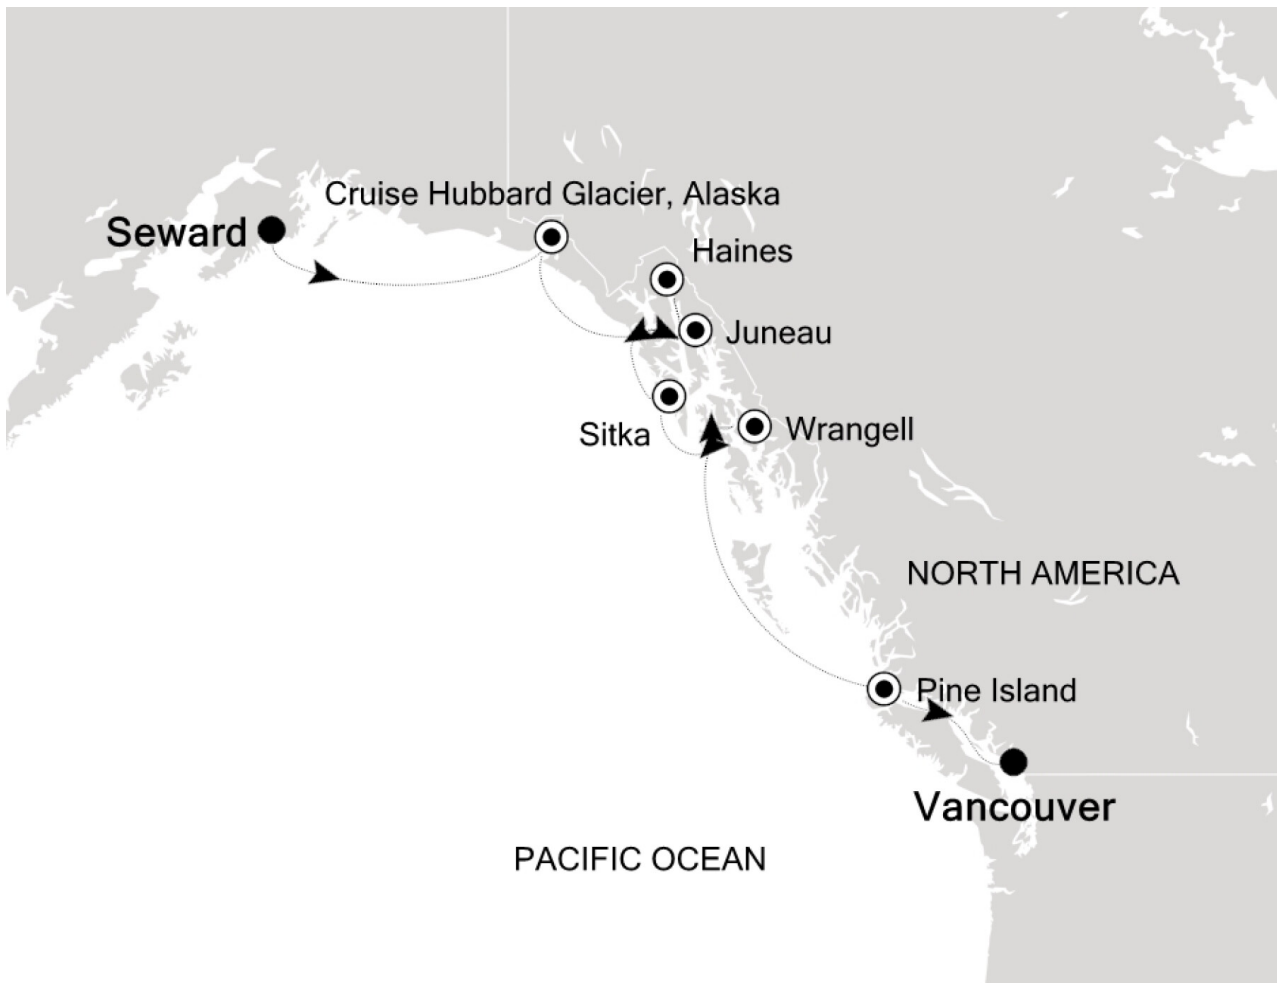 Cruise Hubbard Glacier, Alaska
Seward
Haines
Juneau
Sitka
Wrangell
NORTH AMERICA
Pine Island
Vancouver
PACIFIC OCEAN